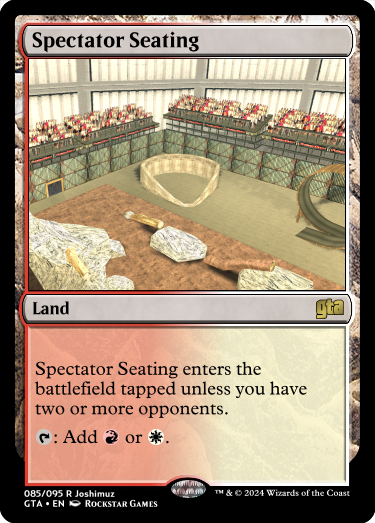 Spectator Seating
Land
gta
Spectator Seating enters the
battlefield tapped unless you have
two or more opponents.
: Add or .
085/095 R Joshimuz
GTA • EN Rockstar Games
™ & © 2024 Wizards of the Coast